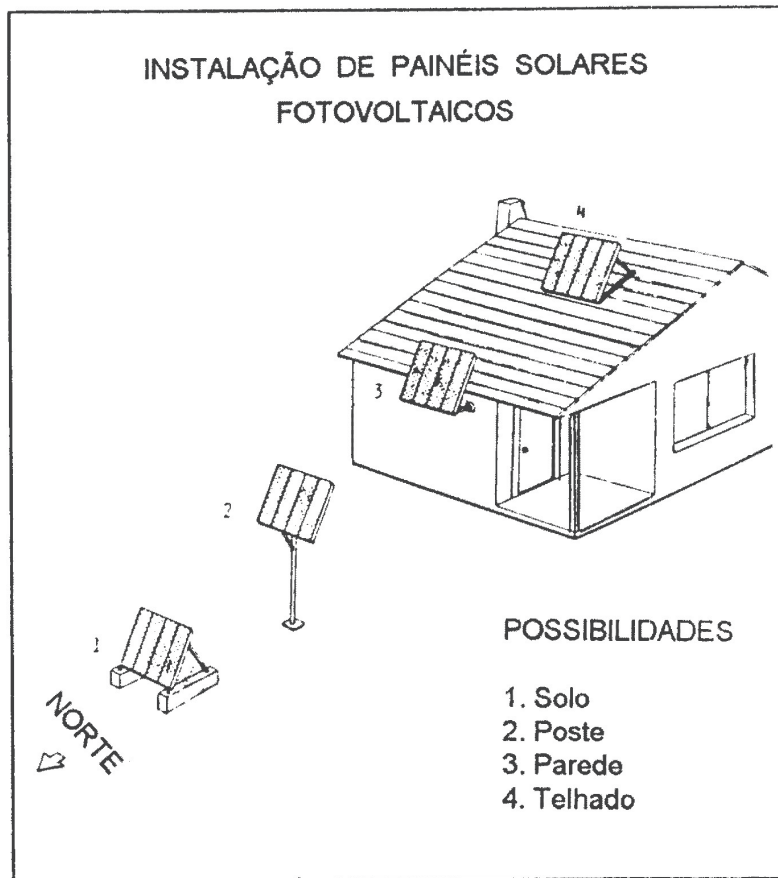 INSTALAÇÃO DE PAINÉIS SOLARES
FOTOVOLTAICOS
4
3
2
1
NORTE
POSSIBILIDADES
1. Solo
2. Poste
3. Parede
4. Telhado